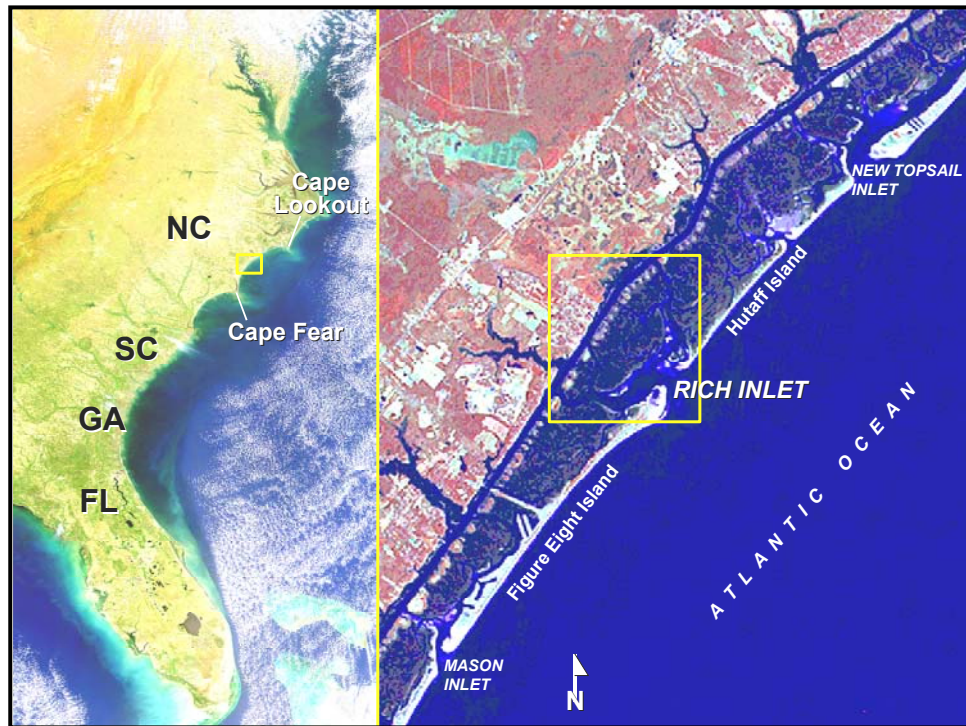 Cape
Lookout
NC
Cape Fear
SC
GA
FL
NEW TOPSAIL
INLET
Hutaff Island
RICH INLET
ATLANTIC OCEAN
Figure Eight Island
MASON
INLET
N